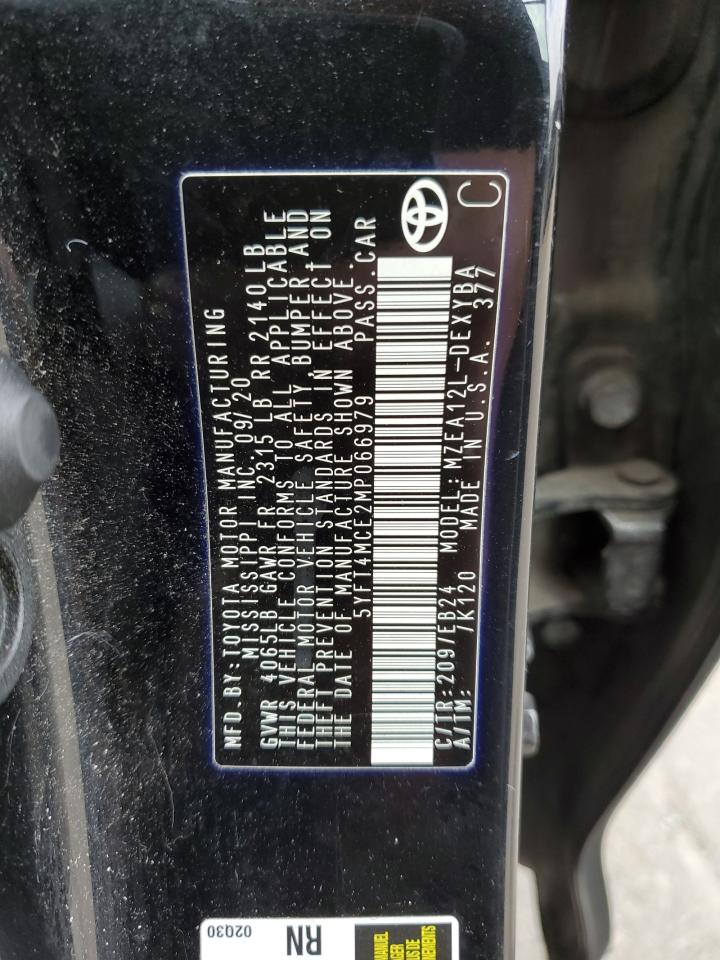 MFD.BY:TOYOTA MOTOR MANUFACTURING
MISSISSIPPI INC. 09/20
GVWR 4065LB GAWR FR 2315 LB RR 2140LB
THIS VEHICLE CONFORMS TO ALL APPLICABLE
FEDERAL MOTOR VEHICLE SAFETY, BUMPER, AND
THEFT PREVENTION STANDARDS IN EFFECT ON
THE DATE OF MANUFACTURE SHOWN ABOVE.
5YFT4MCE2MP066979 PASS.CAR
C/TR:209/EB24 MODEL:MZEA12L-DEXYBA
A/TM: /K120 MADE IN U.S.A. 377
C
02Q30
RN